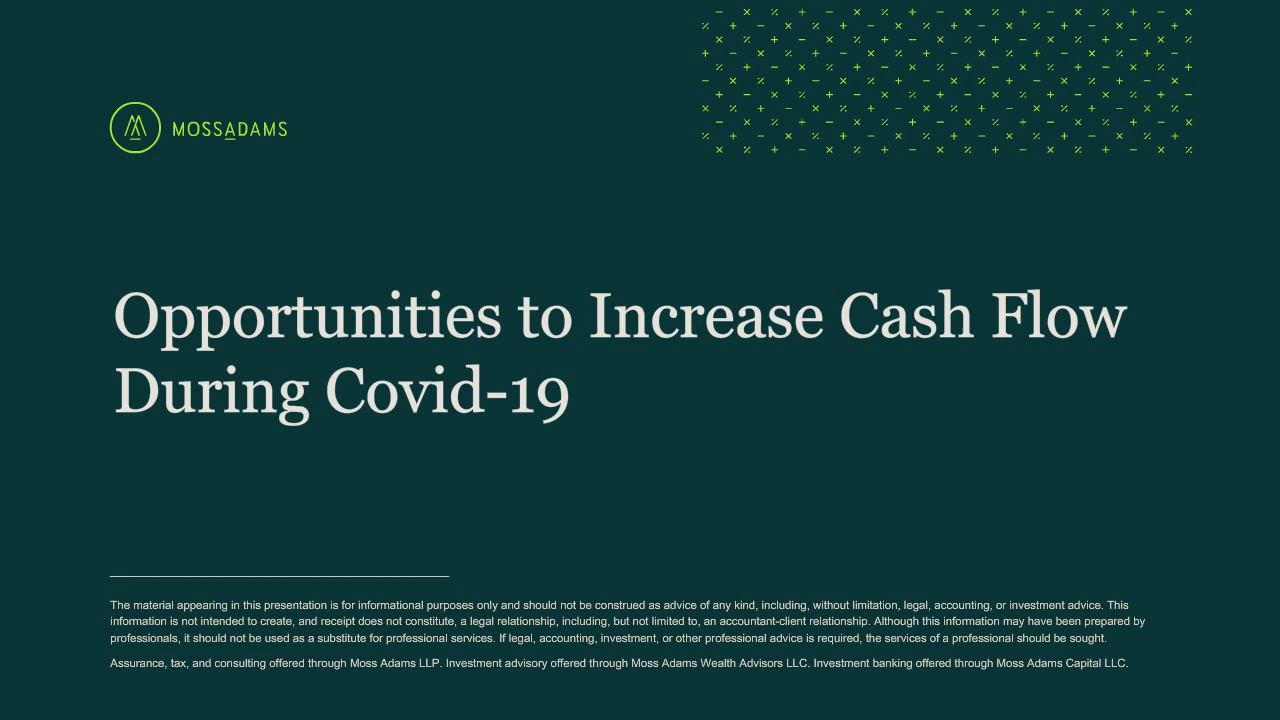 MOSSADAMS
Opportunities to Increase Cash Flow
During Covid-19
The material appearing in this presentation is for informational purposes only and should not be construed as advice of any kind, including, without limitation, legal, accounting, or investment advice. This
information is not intended to create, and receipt does not constitute, a legal relationship, including, but not limited to, an accountant-client relationship. Although this information may have been prepared by
professionals, it should not be used as a substitute for professional services. If legal, accounting, investment, or other professional advice is required, the services of a professional should be sought.
Assurance, tax, and consulting offered through Moss Adams LLP. Investment advisory offered through Moss Adams Wealth Advisors LLC. Investment banking offered through Moss Adams Capital LLC.